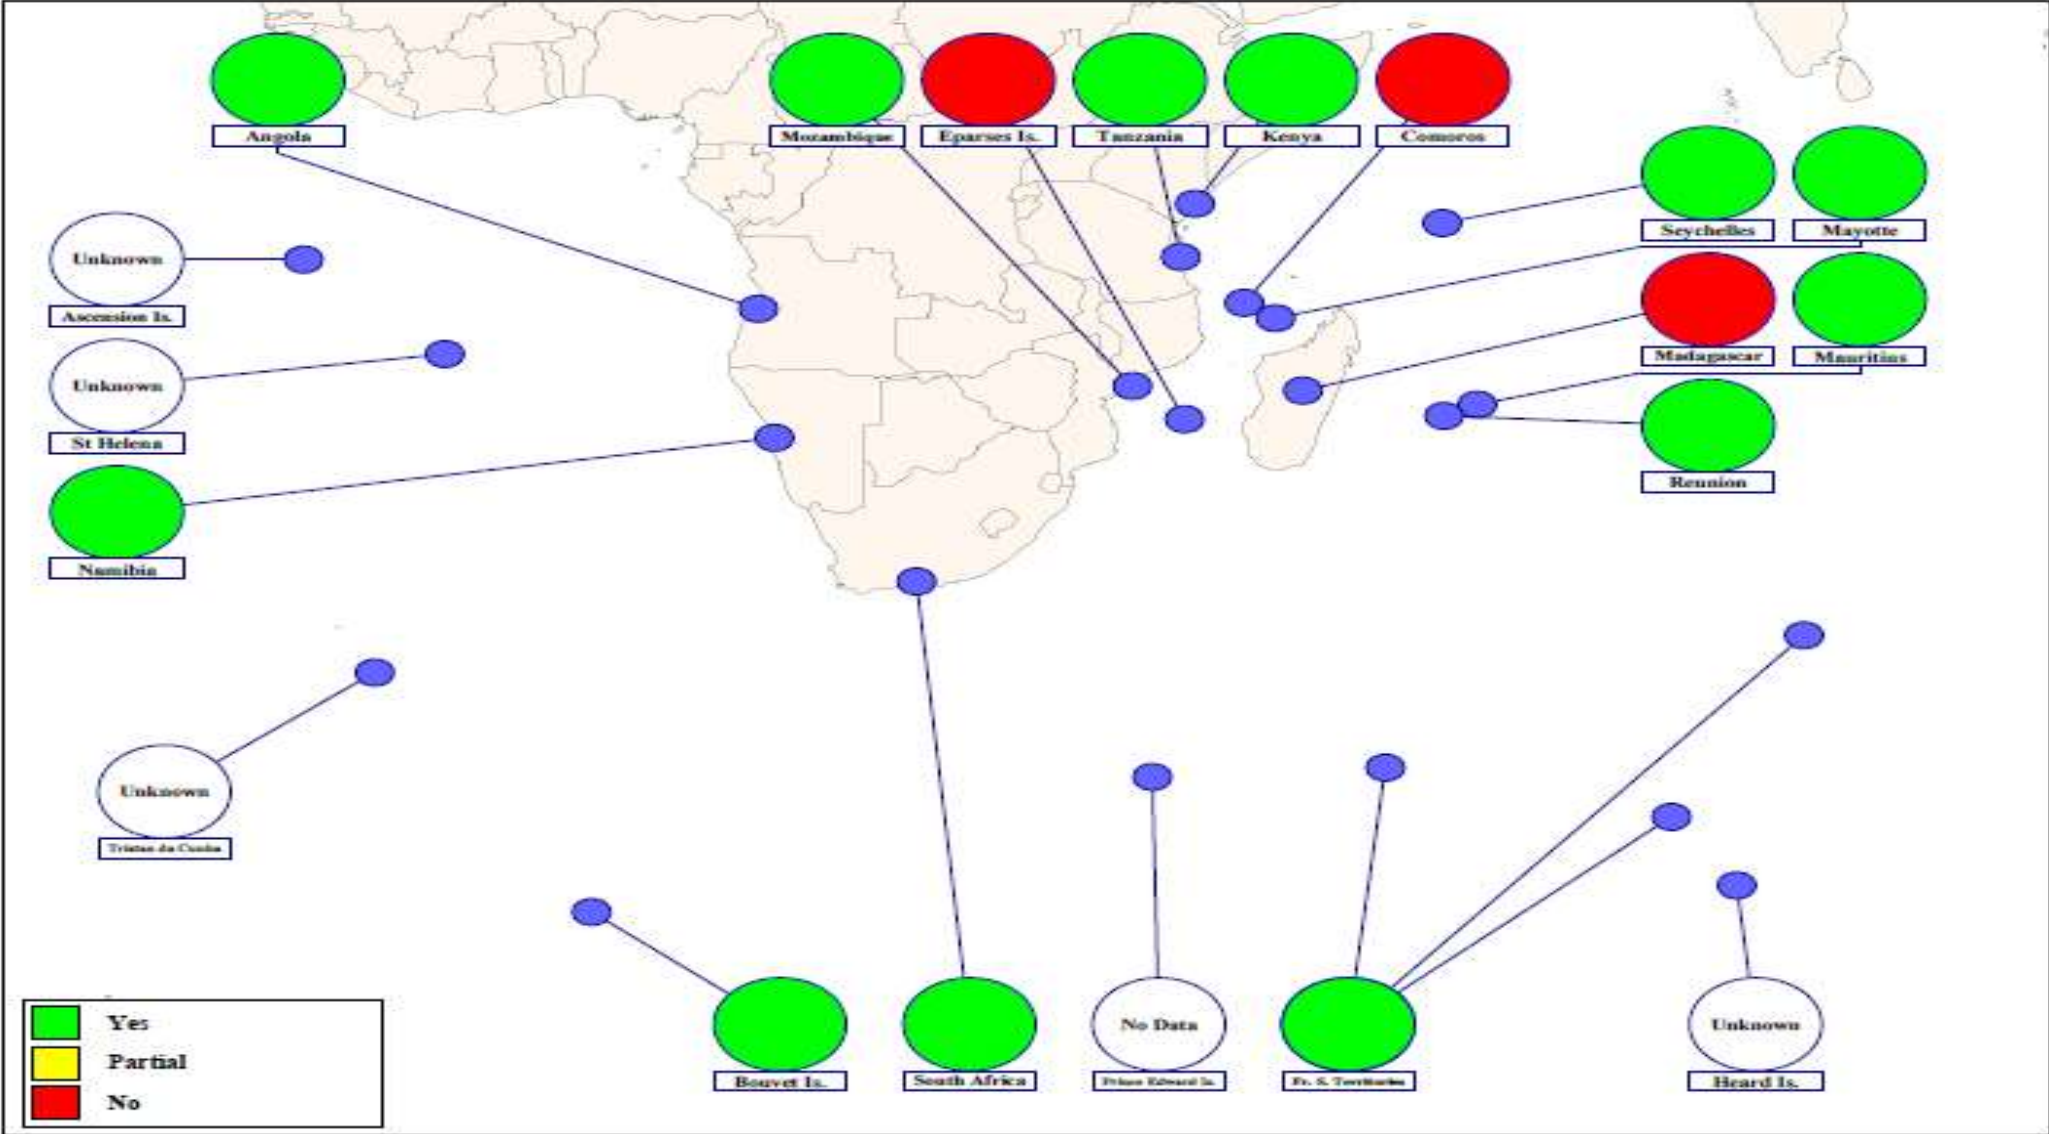 Angola
Mozambique
Eparses Is.
Tanzania
Kenya
Comoros
Seychelles
Mayotte
Unknown
Ascension Is.
Madagascar
Mauritius
Unknown
St Helena
Reunion
Namibia
Unknown
Tristan da Cunha
Yes
Partial
No
Bouvet Is.
South Africa
No Data
Prince Edward Is.
Fr. S. Territories
Unknown
Heard Is.